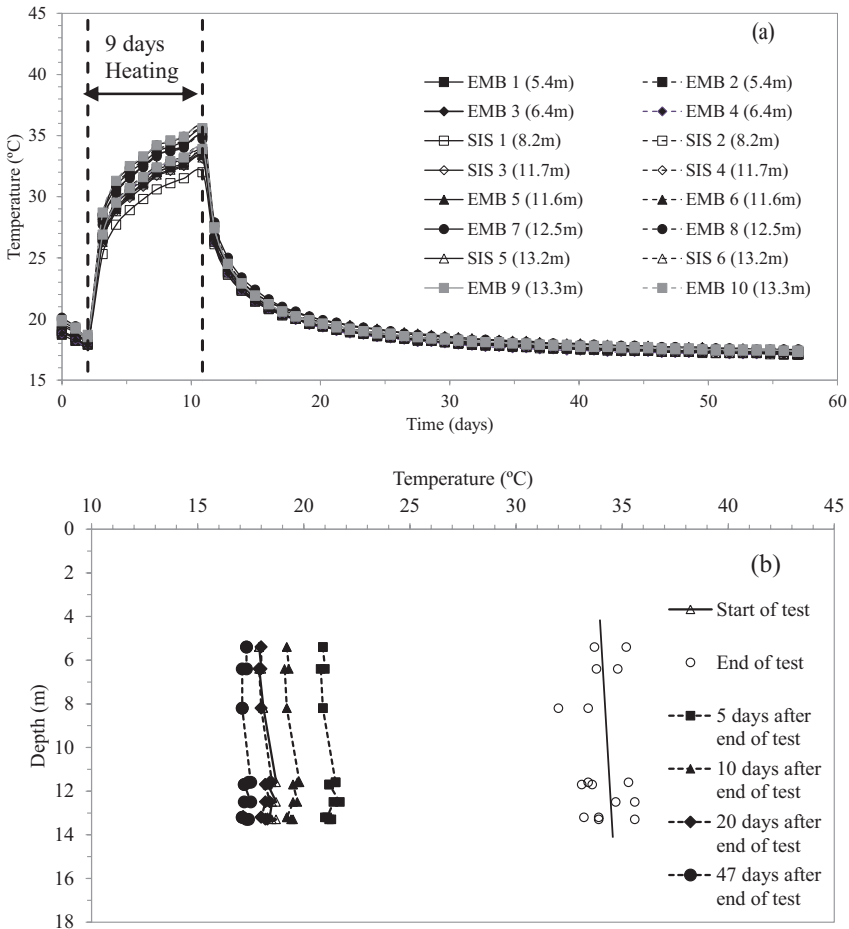 45
40
35
30
25
20
15
Temperature (ºC)
9 days
Heating
(a)
EMB 1 (5.4m)
EMB 2 (5.4m)
EMB 3 (6.4m)
EMB 4 (6.4m)
SIS 1 (8.2m)
SIS 2 (8.2m)
SIS 3 (11.7m)
SIS 4 (11.7m)
EMB 5 (11.6m)
EMB 6 (11.6m)
EMB 7 (12.5m)
EMB 8 (12.5m)
SIS 5 (13.2m)
SIS 6 (13.2m)
EMB 9 (13.3m)
EMB 10 (13.3m)
0 10 20 30 40 50 60
Time (days)
Temperature (ºC)
10 15 20 25 30 35 40 45
0
2
4
6
8
10
12
14
16
18
Depth (m)
(b)
Start of test
End of test
5 days after
end of test
10 days after
end of test
20 days after
end of test
47 days after
end of test